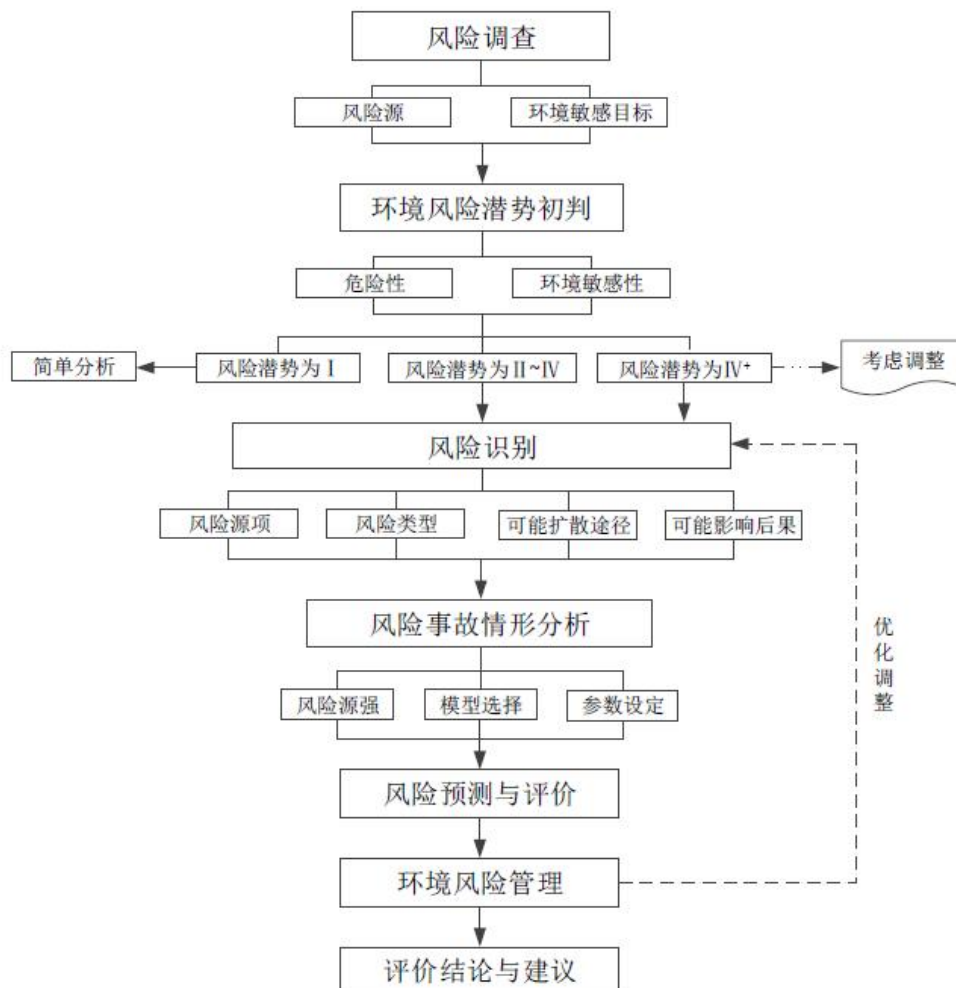 风险调查
风险源
环境敏感目标
环境风险潜势初判
危险性
环境敏感性
简单分析
风险潜势为Ⅰ
风险潜势为Ⅱ~Ⅳ
风险潜势为Ⅳ⁺
考虑调整
风险识别
风险源项
风险类型
可能扩散途径
可能影响后果
风险事故情形分析
优化调整
风险源强
模型选择
参数设定
风险预测与评价
环境风险管理
评价结论与建议